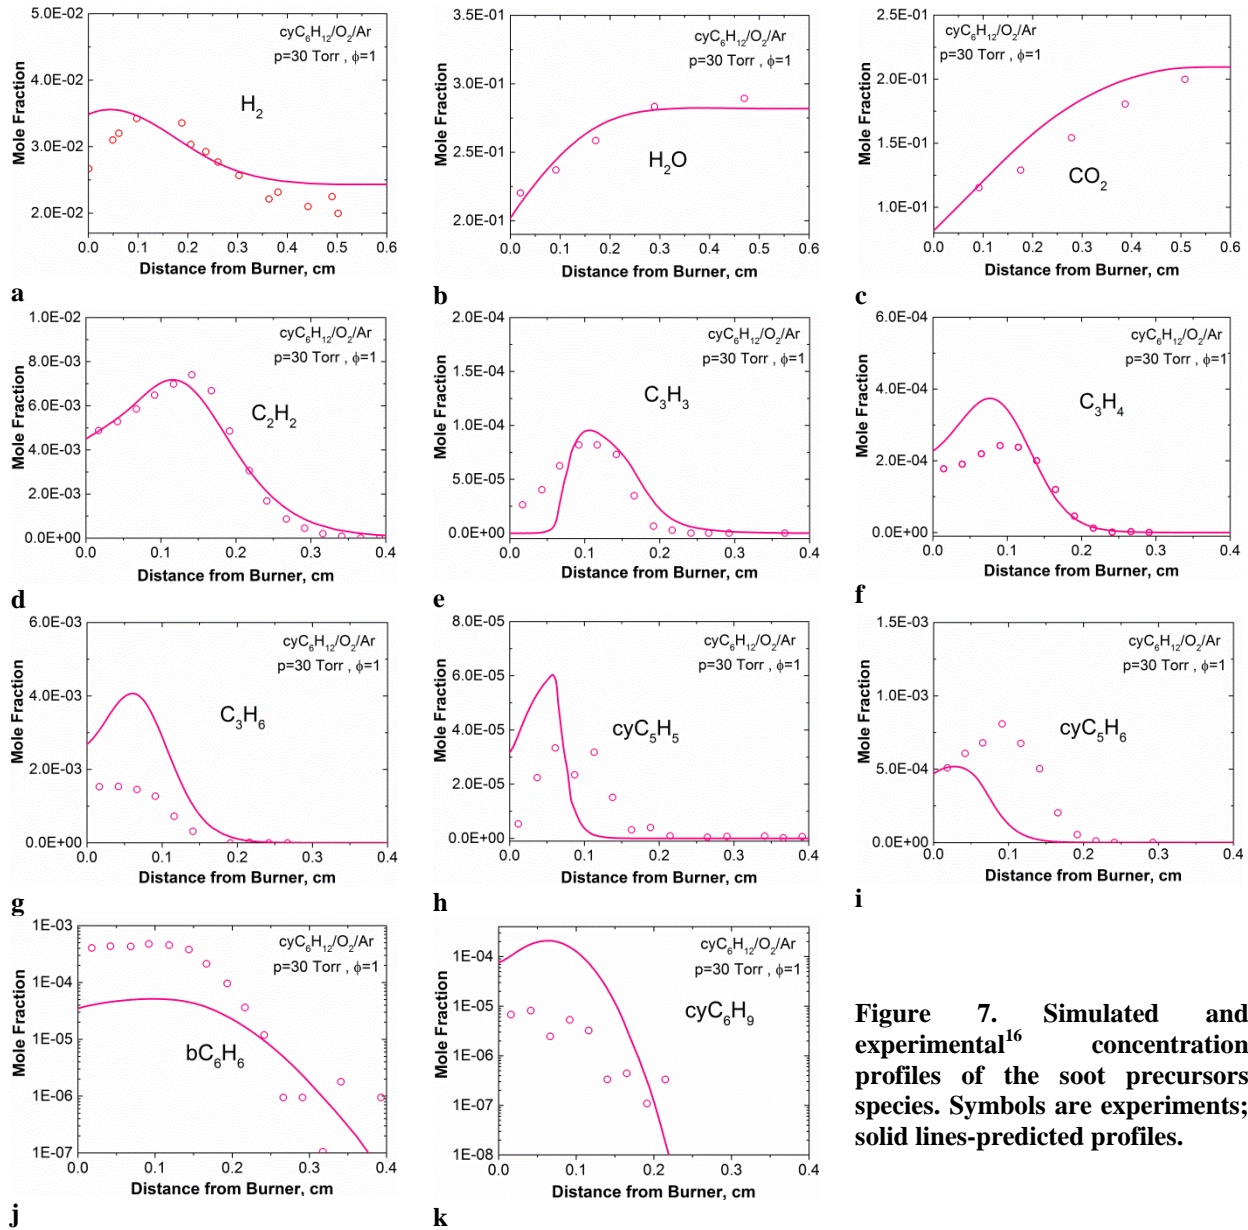 5.0E-02
4.0E-02
3.0E-02
2.0E-02
Mole Fraction
cyC₆H₁₂/O₂/Ar
p=30 Torr , ϕ=1
H₂
0.0 0.1 0.2 0.3 0.4 0.5 0.6
Distance from Burner, cm
a
3.5E-01
3.0E-01
2.5E-01
2.0E-01
Mole Fraction
cyC₆H₁₂/O₂/Ar
p=30 Torr , ϕ=1
H₂O
0.0 0.1 0.2 0.3 0.4 0.5 0.6
Distance from Burner, cm
b
2.5E-01
2.0E-01
1.5E-01
1.0E-01
Mole Fraction
cyC₆H₁₂/O₂/Ar
p=30 Torr , ϕ=1
CO₂
0.0 0.1 0.2 0.3 0.4 0.5 0.6
Distance from Burner, cm
c
1.0E-02
8.0E-03
6.0E-03
4.0E-03
2.0E-03
0.0E+00
Mole Fraction
cyC₆H₁₂/O₂/Ar
p=30 Torr , ϕ=1
C₂H₂
0.0 0.1 0.2 0.3 0.4
Distance from Burner, cm
d
2.0E-04
1.5E-04
1.0E-04
5.0E-05
0.0E+00
Mole Fraction
cyC₆H₁₂/O₂/Ar
p=30 Torr , ϕ=1
C₃H₃
0.0 0.1 0.2 0.3 0.4
Distance from Burner, cm
e
6.0E-04
4.0E-04
2.0E-04
0.0E+00
Mole Fraction
cyC₆H₁₂/O₂/Ar
p=30 Torr , ϕ=1
C₃H₄
0.0 0.1 0.2 0.3 0.4
Distance from Burner, cm
f
6.0E-03
4.0E-03
2.0E-03
0.0E+00
Mole Fraction
cyC₆H₁₂/O₂/Ar
p=30 Torr , ϕ=1
C₃H₆
0.0 0.1 0.2 0.3 0.4
Distance from Burner, cm
g
8.0E-05
6.0E-05
4.0E-05
2.0E-05
0.0E+00
Mole Fraction
cyC₆H₁₂/O₂/Ar
p=30 Torr , ϕ=1
cyC₅H₅
0.0 0.1 0.2 0.3 0.4
Distance from Burner, cm
h
1.5E-03
1.0E-03
5.0E-04
0.0E+00
Mole Fraction
cyC₆H₁₂/O₂/Ar
p=30 Torr , ϕ=1
cyC₅H₆
0.0 0.1 0.2 0.3 0.4
Distance from Burner, cm
i
1E-03
1E-04
1E-05
1E-06
1E-07
Mole Fraction
cyC₆H₁₂/O₂/Ar
p=30 Torr , ϕ=1
bC₆H₆
0.0 0.1 0.2 0.3 0.4
Distance from Burner, cm
j
1E-04
1E-05
1E-06
1E-07
1E-08
Mole Fraction
cyC₆H₁₂/O₂/Ar
p=30 Torr , ϕ=1
cyC₆H₉
0.0 0.1 0.2 0.3 0.4
Distance from Burner, cm
k
Figure 7. Simulated and
experimental¹⁶ concentration
profiles of the soot precursors
species. Symbols are experiments;
solid lines-predicted profiles.